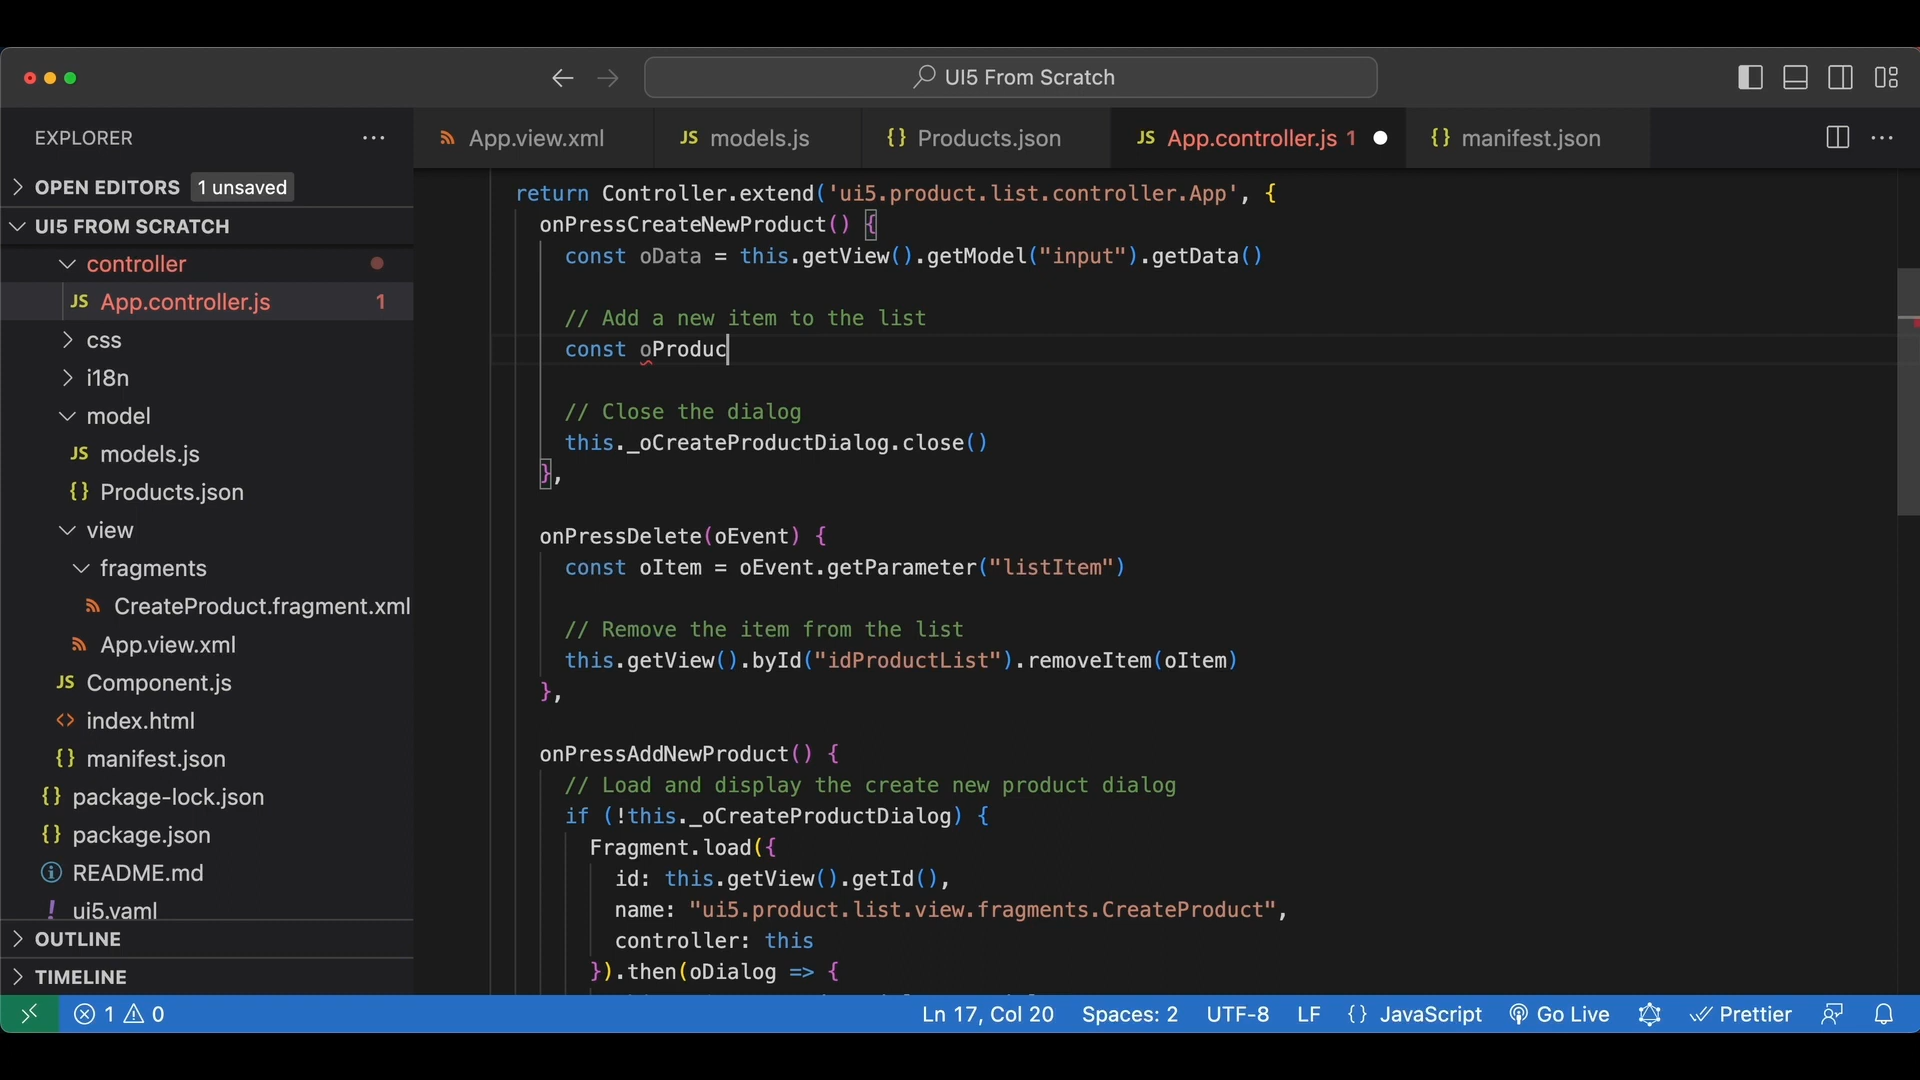 UI5 From Scratch
EXPLORER
App.view.xml
JS models.js
{} Products.json
JS App.controller.js 1
{} manifest.json
OPEN EDITORS 1 unsaved
UI5 FROM SCRATCH
controller
JS App.controller.js 1
css
i18n
model
JS models.js
{} Products.json
view
fragments
CreateProduct.fragment.xml
App.view.xml
JS Component.js
<> index.html
{} manifest.json
{} package-lock.json
{} package.json
README.md
! ui5.yaml
OUTLINE
TIMELINE
return Controller.extend('ui5.product.list.controller.App', {
onPressCreateNewProduct() {
const oData = this.getView().getModel("input").getData()
// Add a new item to the list
const oProduc
// Close the dialog
this._oCreateProductDialog.close()
},
onPressDelete(oEvent) {
const oItem = oEvent.getParameter("listItem")
// Remove the item from the list
this.getView().byId("idProductList").removeItem(oItem)
},
onPressAddNewProduct() {
// Load and display the create new product dialog
if (!this._oCreateProductDialog) {
Fragment.load({
id: this.getView().getId(),
name: "ui5.product.list.view.fragments.CreateProduct",
controller: this
}).then(oDialog => {
1 0
Ln 17, Col 20
Spaces: 2
UTF-8
LF
{} JavaScript
Go Live
Prettier